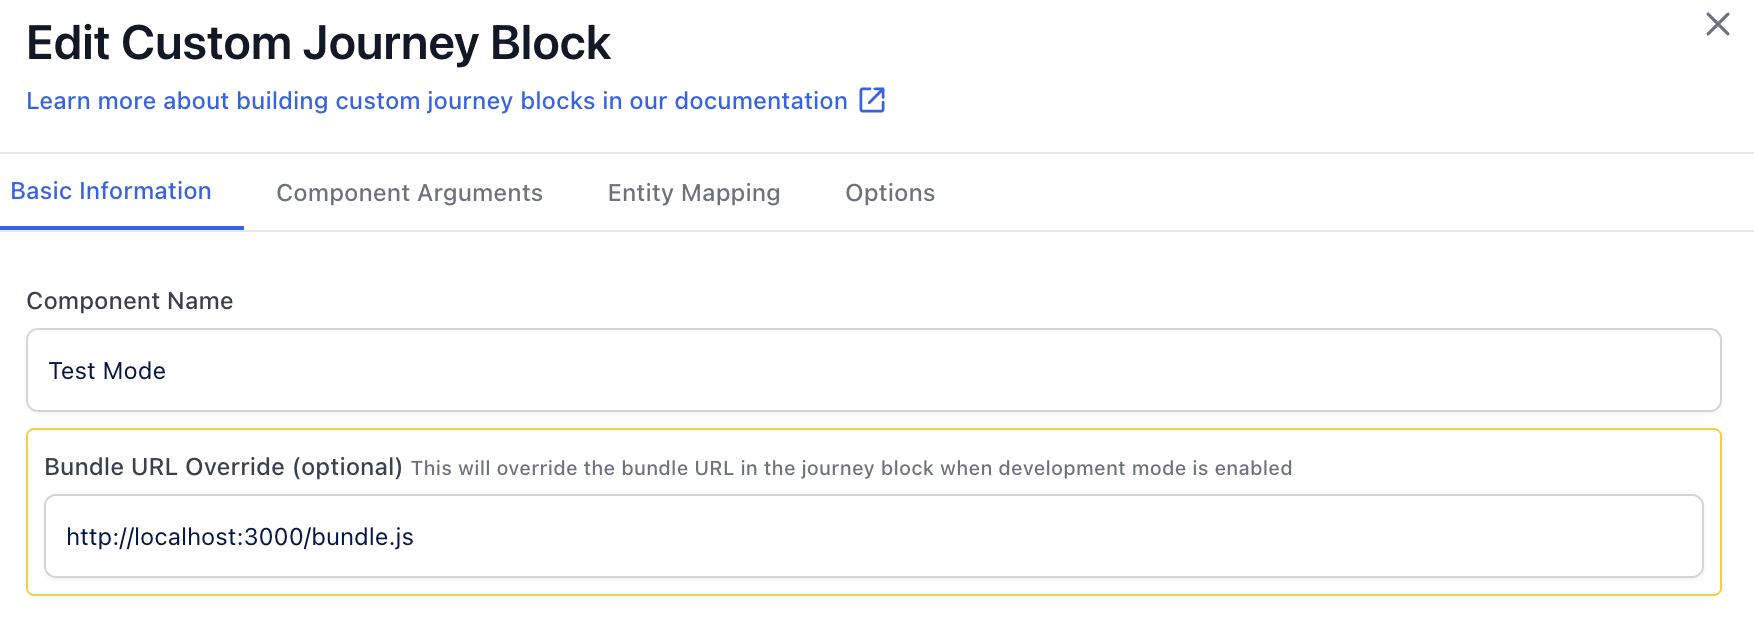 Edit Custom Journey Block
Learn more about building custom journey blocks in our documentation
Basic Information Component Arguments Entity Mapping Options
Component Name
Test Mode
Bundle URL Override (optional) This will override the bundle URL in the journey block when development mode is enabled
http://localhost:3000/bundle.js